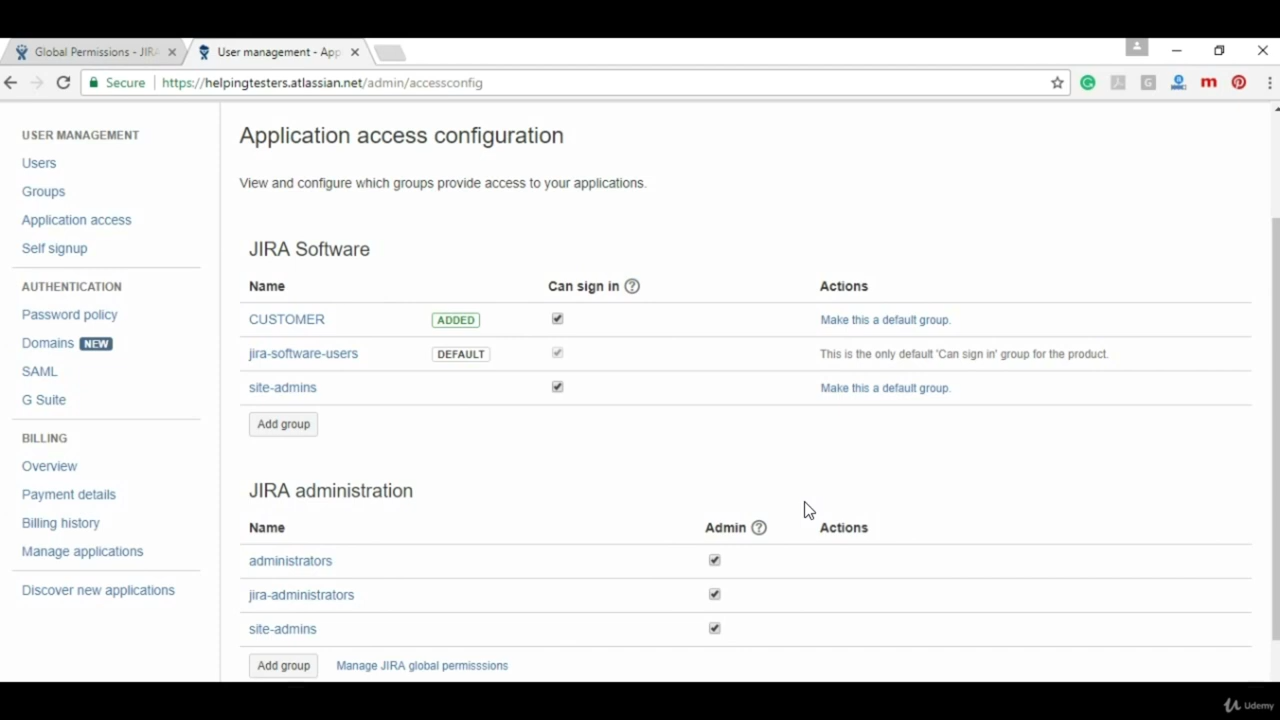 Global Permissions - JIRA
User management - App
Secure https://helpingtesters.atlassian.net/admin/accessconfig
USER MANAGEMENT
Users
Groups
Application access
Self signup
AUTHENTICATION
Password policy
Domains NEW
SAML
G Suite
BILLING
Overview
Payment details
Billing history
Manage applications
Discover new applications
Application access configuration
View and configure which groups provide access to your applications.
JIRA Software
Name Can sign in ? Actions
CUSTOMER ADDED Make this a default group.
jira-software-users DEFAULT This is the only default 'Can sign in' group for the product.
site-admins Make this a default group.
Add group
JIRA administration
Name Admin ? Actions
administrators
jira-administrators
site-admins
Add group Manage JIRA global permisssions
Udemy